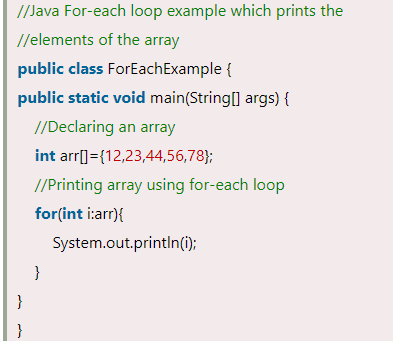 //Java For-each loop example which prints the
//elements of the array
public class ForEachExample {
public static void main(String[] args) {
//Declaring an array
int arr[]={12,23,44,56,78};
//Printing array using for-each loop
for(int i:arr){
System.out.println(i);
}
}
}